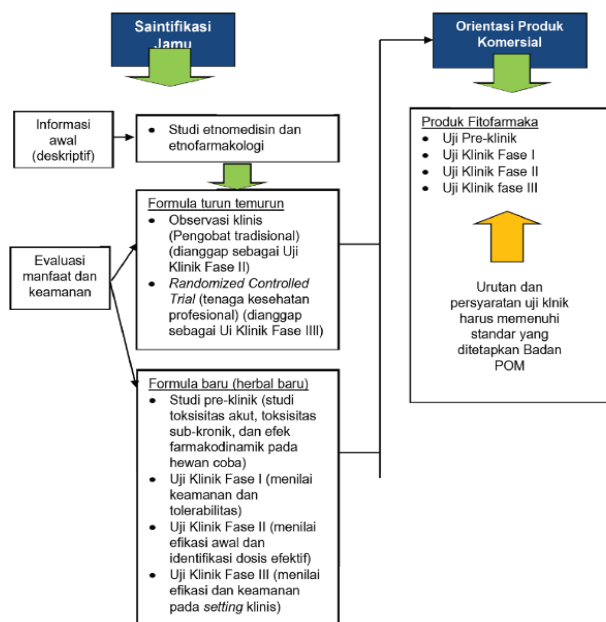 Saintifikasi
Jamu
Orientasi Produk
Komersial
Informasi
awal
(deskriptif)
• Studi etnomedisin dan
etnofarmakologi
Evaluasi
manfaat dan
keamanan
Formula turun temurun
• Observasi klinis
(Pengobat tradisional)
(dianggap sebagai Uji
Klinik Fase II)
• Randomized Controlled
Trial (tenaga kesehatan
profesional) (dianggap
sebagai Ui Klinik Fase IIII)
Formula baru (herbal baru)
• Studi pre-klinik (studi
toksisitas akut, toksisitas
sub-kronik, dan efek
farmakodinamik pada
hewan coba)
• Uji Klinik Fase I (menilai
keamanan dan
tolerabilitas)
• Uji Klinik Fase II (menilai
efikasi awal dan
identifikasi dosis efektif)
• Uji Klinik Fase III (menilai
efikasi dan keamanan
pada setting klinis)
Produk Fitofarmaka
• Uji Pre-klinik
• Uji Klinik Fase I
• Uji Klinik Fase II
• Uji Klinik fase III
Urutan dan
persyaratan uji klnik
harus memenuhi
standar yang
ditetapkan Badan
POM